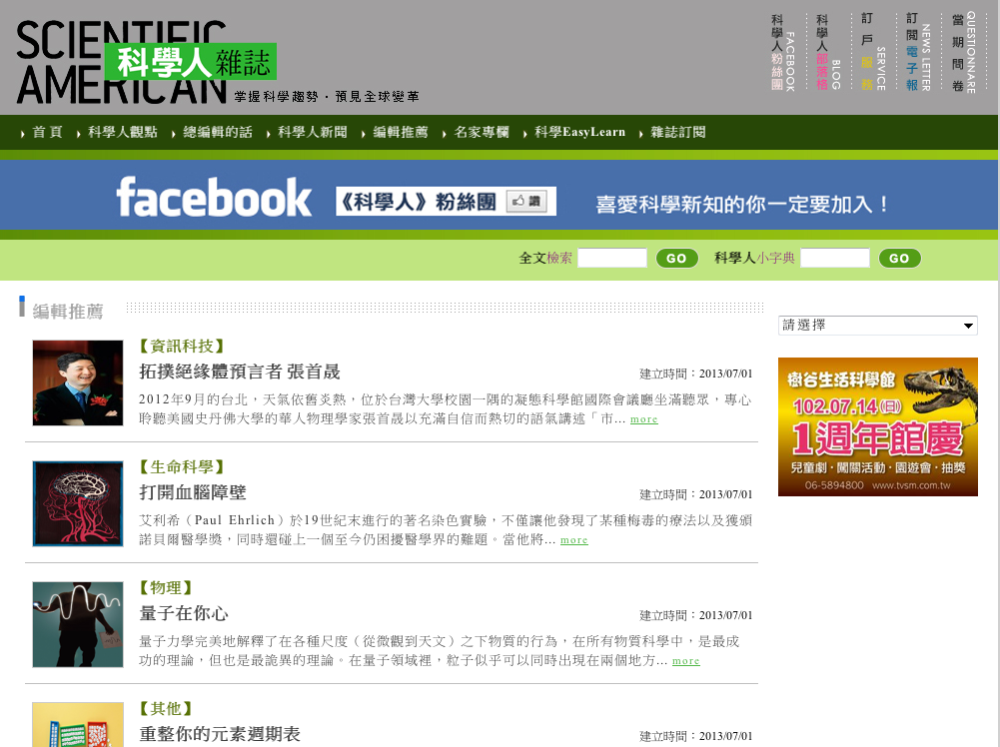 SCIENTIFIC
AMERICAN
科學人雜誌
掌握科學趨勢‧預見全球變革
科學人粉絲團 FACEBOOK
科學人部落格 BLOG
訂戶服務 SERVICE
訂閱電子報 NEWS LETTER
當期問卷 QUESTIONNARE
首頁 科學人觀點 總編輯的話 科學人新聞 編輯推薦 名家專欄 科學EasyLearn 雜誌訂閱
facebook 《科學人》粉絲團 讚 喜愛科學新知的你一定要加入！
全文檢索 GO 科學人小字典 GO
編輯推薦
請選擇
【資訊科技】
拓撲絕緣體預言者 張首晟
建立時間：2013/07/01
2012年9月的台北，天氣依舊炎熱，位於台灣大學校園一隅的凝態科學館國際會議廳坐滿聽眾，專心
聆聽美國史丹佛大學的華人物理學家張首晟以充滿自信而熱切的語氣講述「市... more
【生命科學】
打開血腦障壁
建立時間：2013/07/01
艾利希（Paul Ehrlich）於19世紀末進行的著名染色實驗，不僅讓他發現了某種梅毒的療法以及獲頒
諾貝爾醫學獎，同時還碰上一個至今仍困擾醫學界的難題。當他將... more
【物理】
量子在你心
建立時間：2013/07/01
量子力學完美地解釋了在各種尺度（從微觀到天文）之下物質的行為，在所有物質科學中，是最成
功的理論，但也是最詭異的理論。在量子領域裡，粒子似乎可以同時出現在兩個地方... more
【其他】
重整你的元素週期表
建立時間：2013/07/01
樹谷生活科學館
102.07.14(日)
1週年館慶
兒童劇‧闖關活動‧園遊會‧抽獎
06-5894800 www.tvsm.com.tw